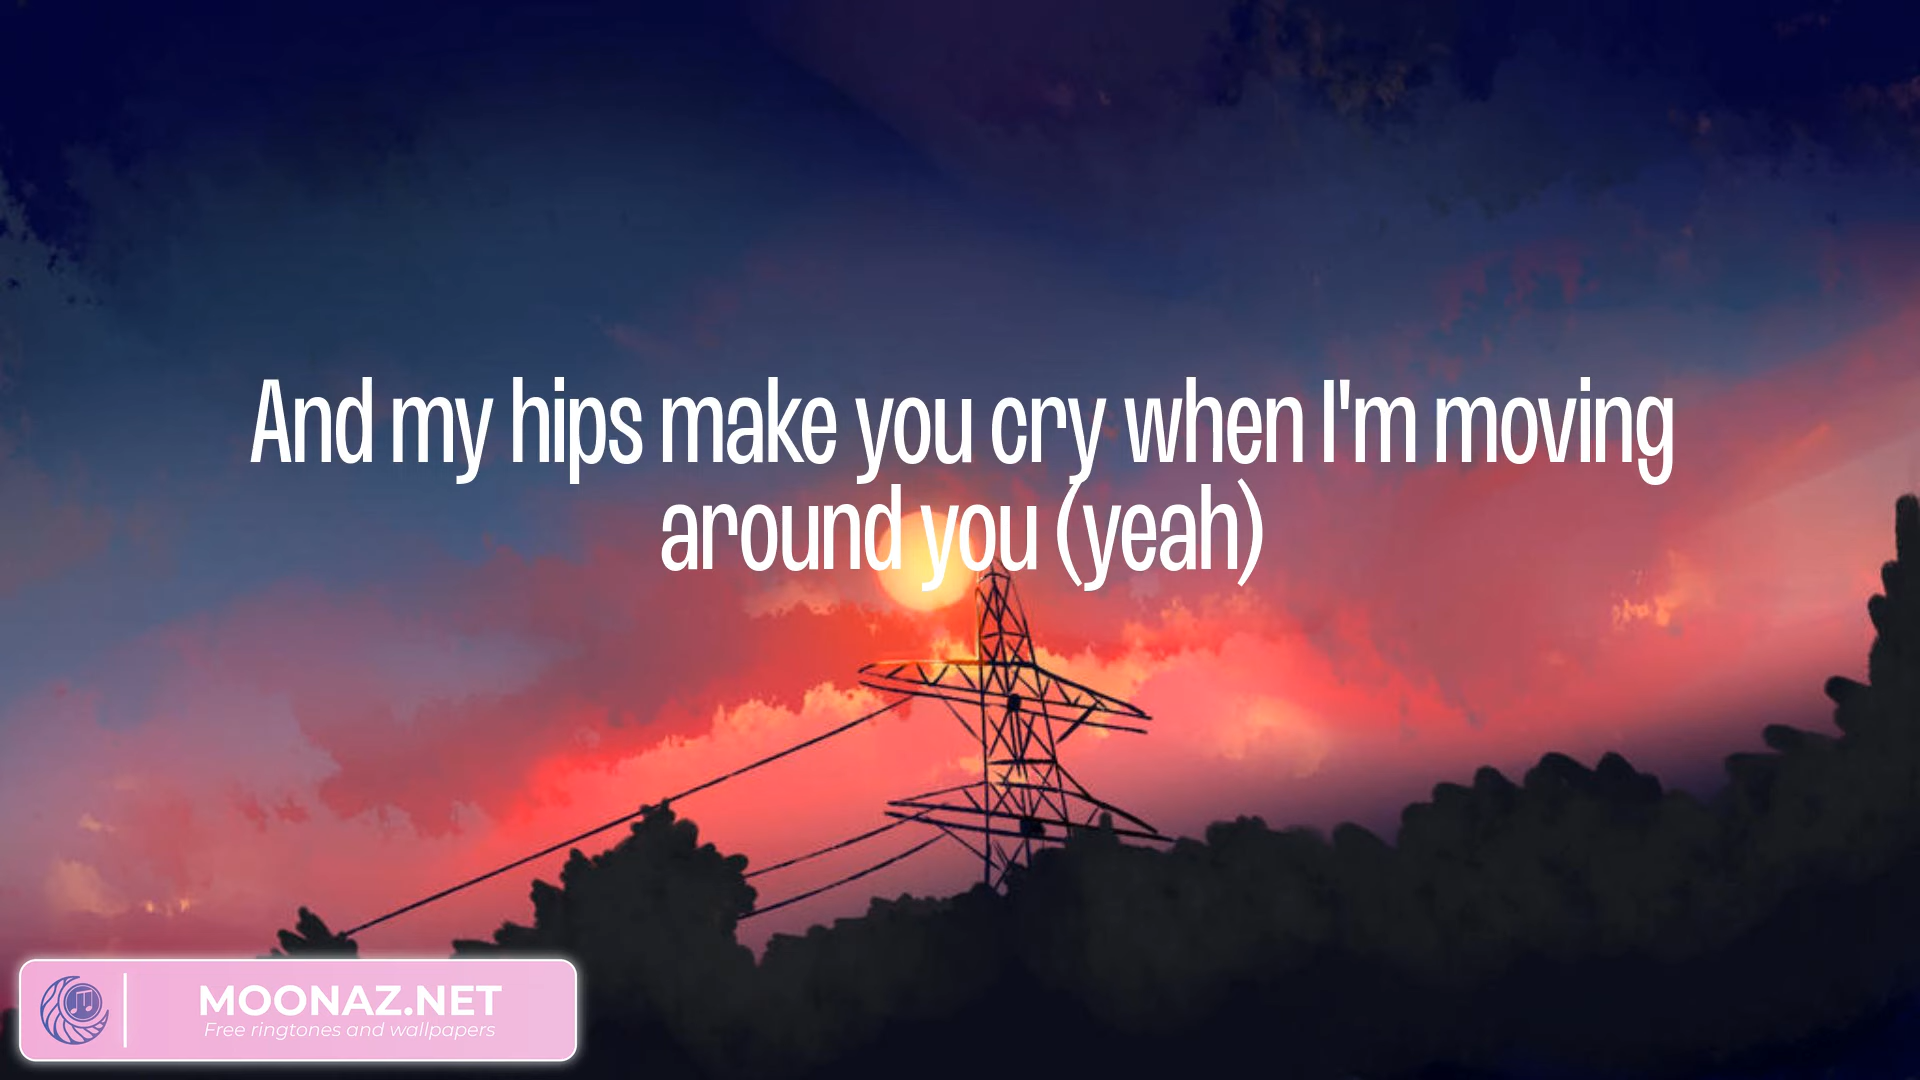 And my hips make you cry when I'm moving
around you (yeah)
MOONAZ.NET
Free ringtones and wallpapers